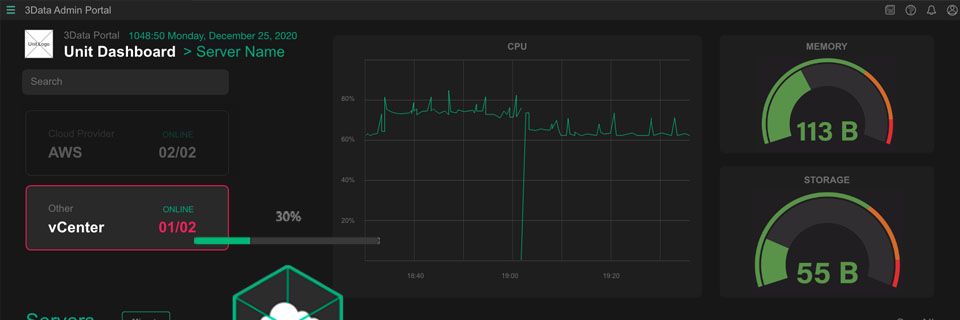 3Data Admin Portal
3Data Portal 1048:50 Monday, December 25, 2020
Unit Dashboard > Server Name
Unit Logo
Search
Cloud Provider ONLINE
AWS 02/02
Other ONLINE
vCenter 01/02
30%
CPU
80%
60%
40%
20%
18:40 19:00 19:20
MEMORY
113 B
STORAGE
55 B
Servers